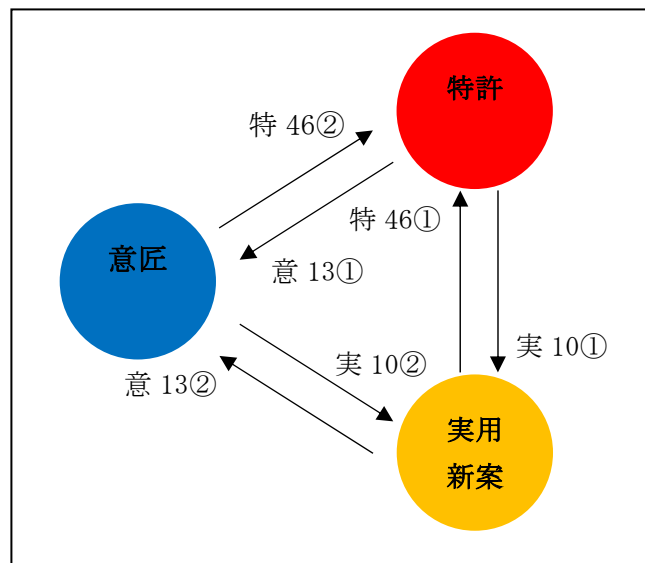 特許
特 46②
特 46①
意匠
意 13①
実 10①
実 10②
意 13②
実用
新案